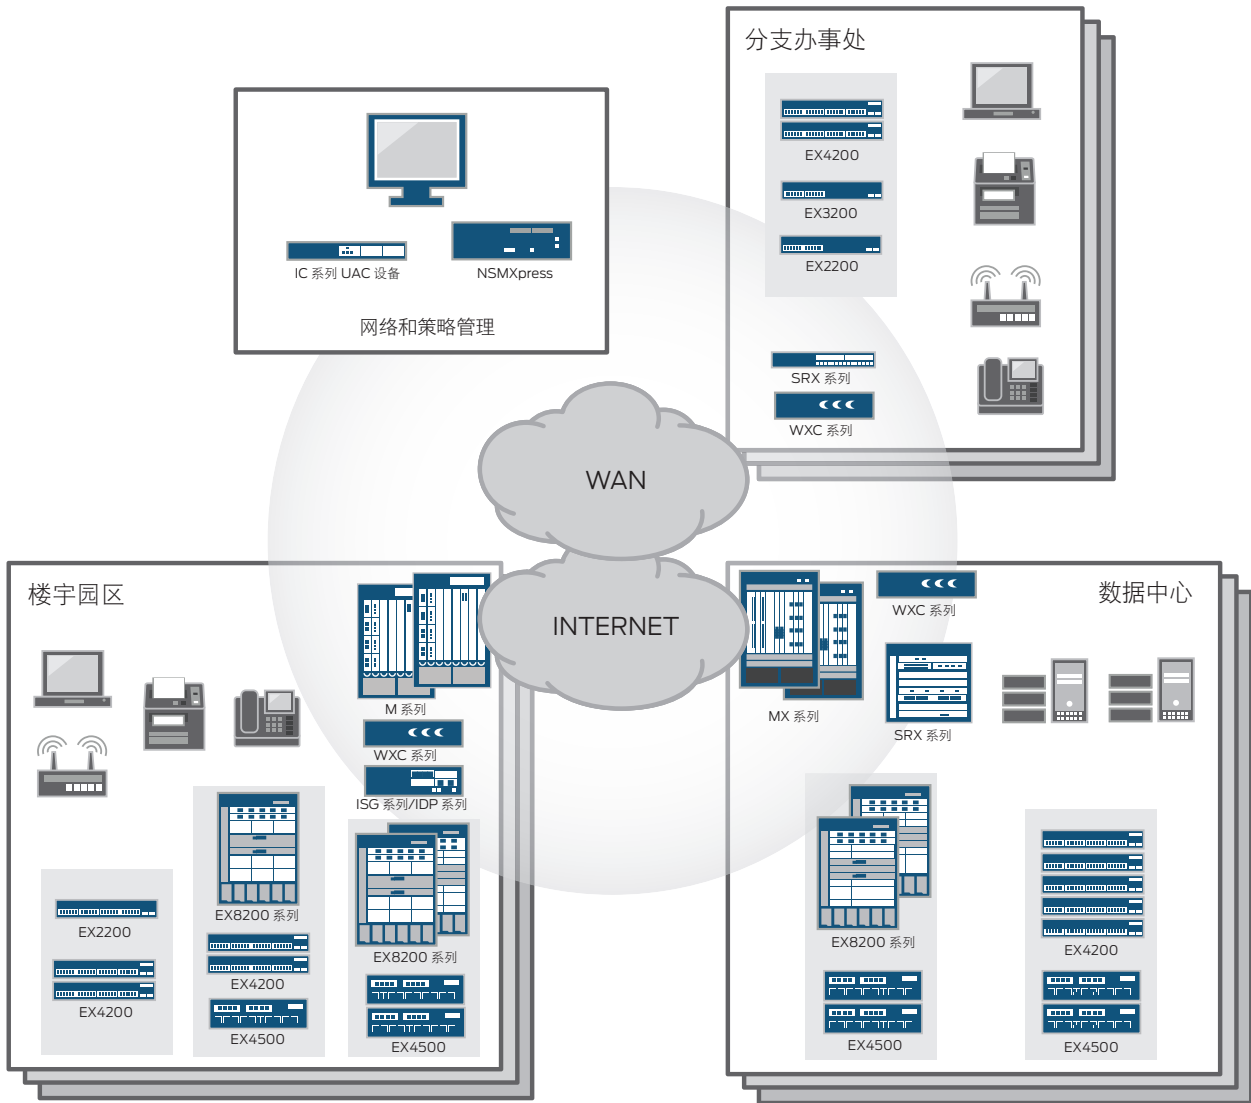 分支办事处
EX4200
EX3200
EX2200
SRX 系列
WXC 系列
IC 系列 UAC 设备
NSMXpress
网络和策略管理
WAN
INTERNET
楼宇园区
M 系列
WXC 系列
ISG 系列/IDP 系列
EX8200 系列
EX2200
EX4200
EX4200
EX4500
EX8200 系列
EX4500
数据中心
WXC 系列
MX 系列
SRX 系列
EX8200 系列
EX4500
EX4200
EX4500